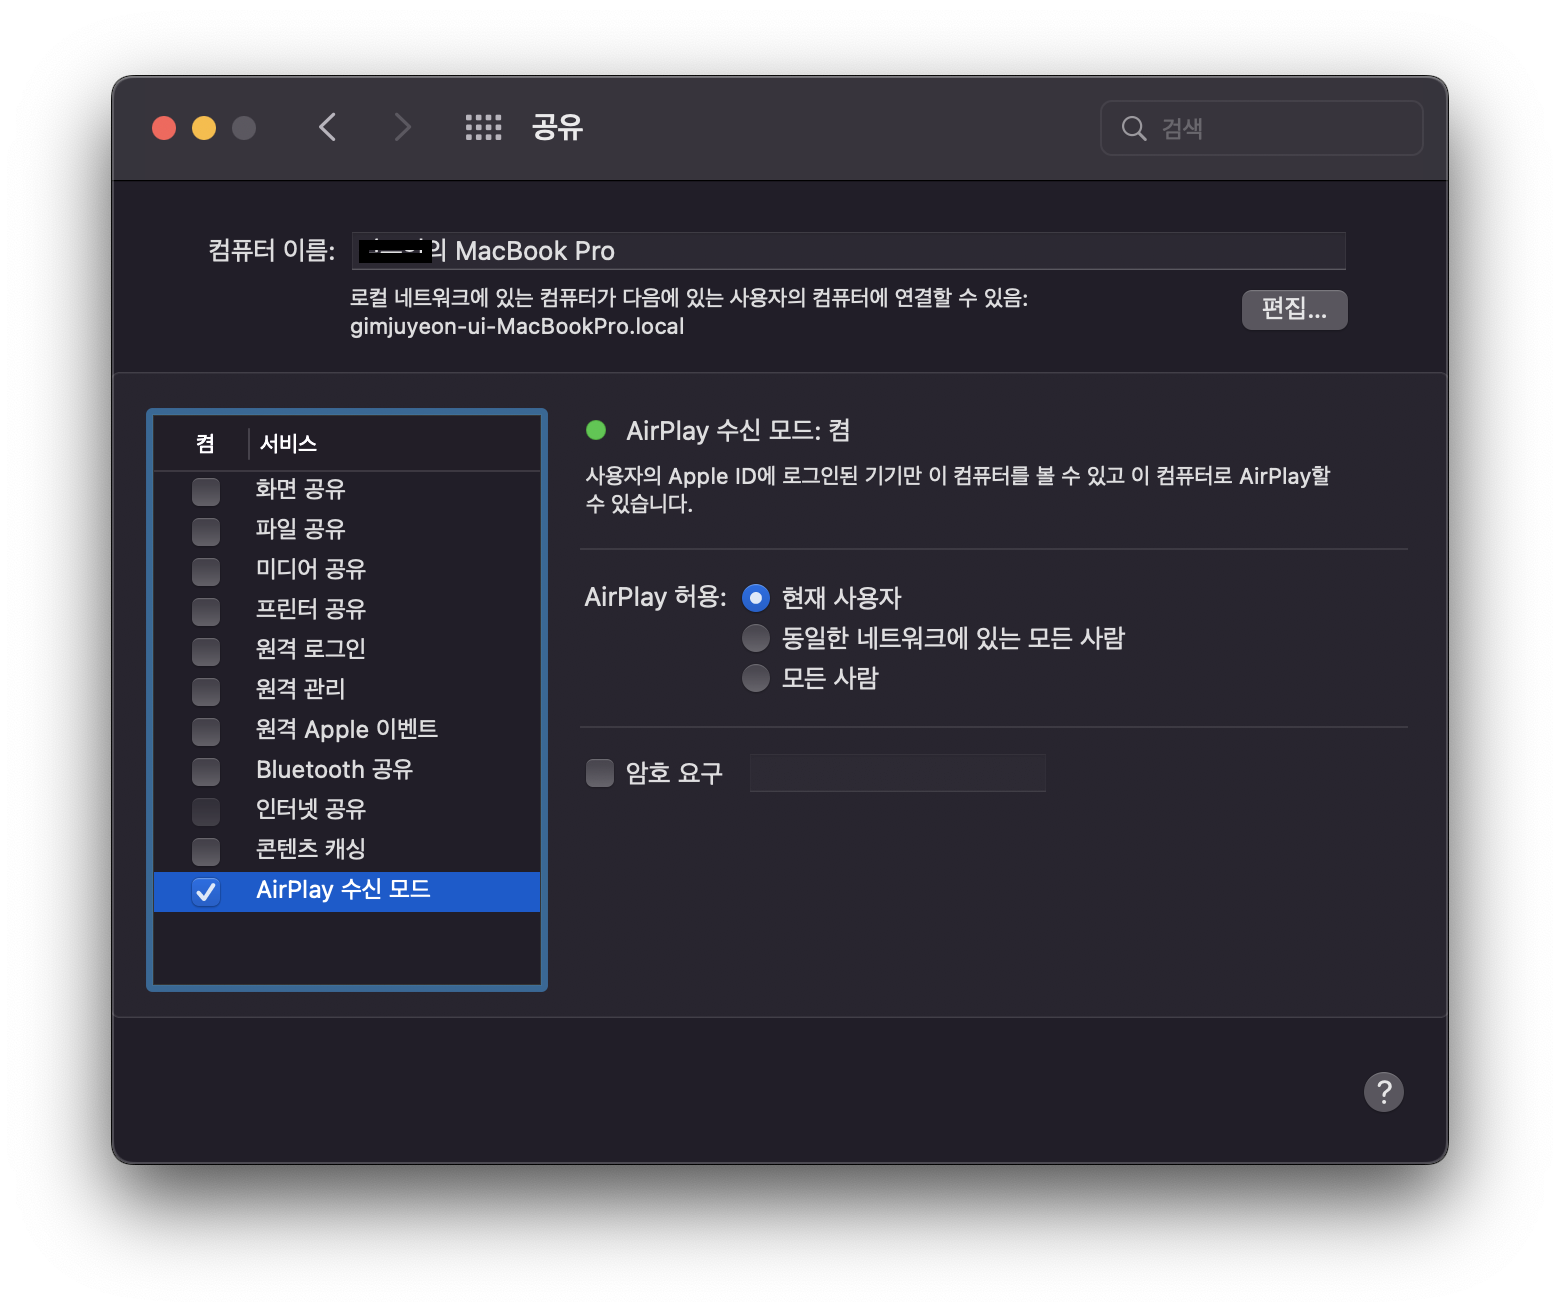 공유
검색
컴퓨터 이름:
의 MacBook Pro
로컬 네트워크에 있는 컴퓨터가 다음에 있는 사용자의 컴퓨터에 연결할 수 있음:
gimjuyeon-ui-MacBookPro.local
편집...
켬 서비스
화면 공유
파일 공유
미디어 공유
프린터 공유
원격 로그인
원격 관리
원격 Apple 이벤트
Bluetooth 공유
인터넷 공유
콘텐츠 캐싱
AirPlay 수신 모드
AirPlay 수신 모드: 켬
사용자의 Apple ID에 로그인된 기기만 이 컴퓨터를 볼 수 있고 이 컴퓨터로 AirPlay할
수 있습니다.
AirPlay 허용:
현재 사용자
동일한 네트워크에 있는 모든 사람
모든 사람
암호 요구
?